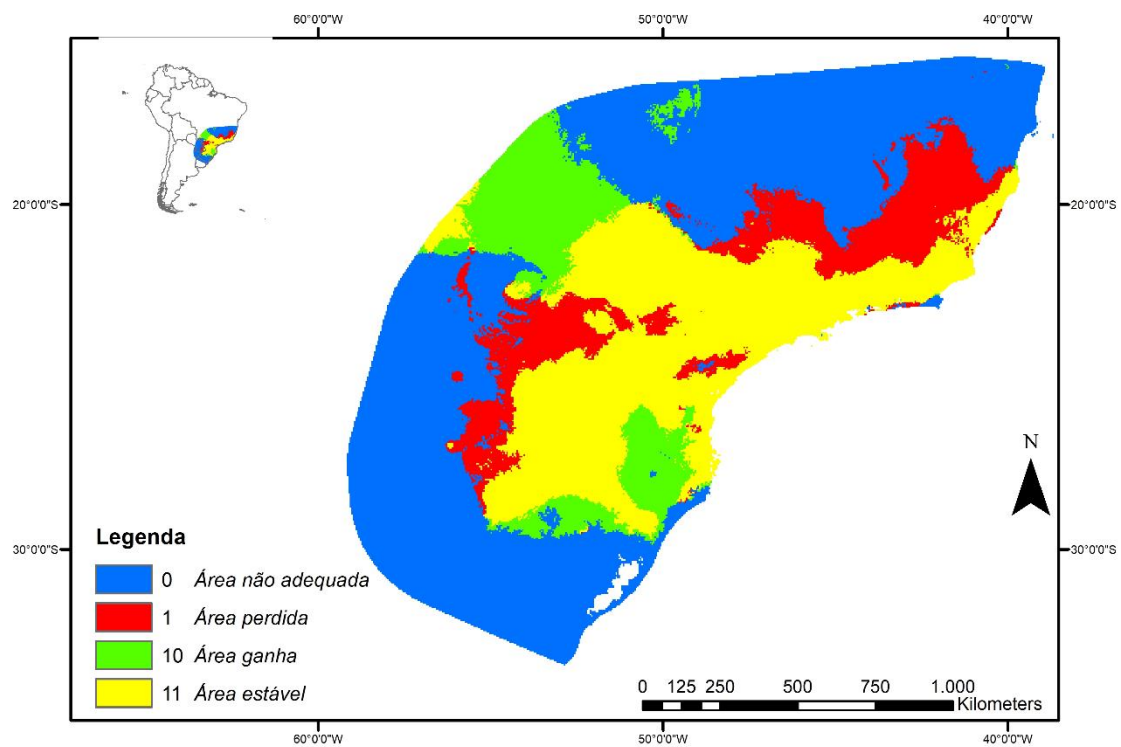 60°0'0"W 50°0'0"W 40°0'0"W
20°0'0"S 20°0'0"S
N
Legenda
30°0'0"S 30°0'0"S
0 Área não adequada
1 Área perdida
10 Área ganha
11 Área estável
0 125 250 500 750 1.000
Kilometers
60°0'0"W 50°0'0"W 40°0'0"W